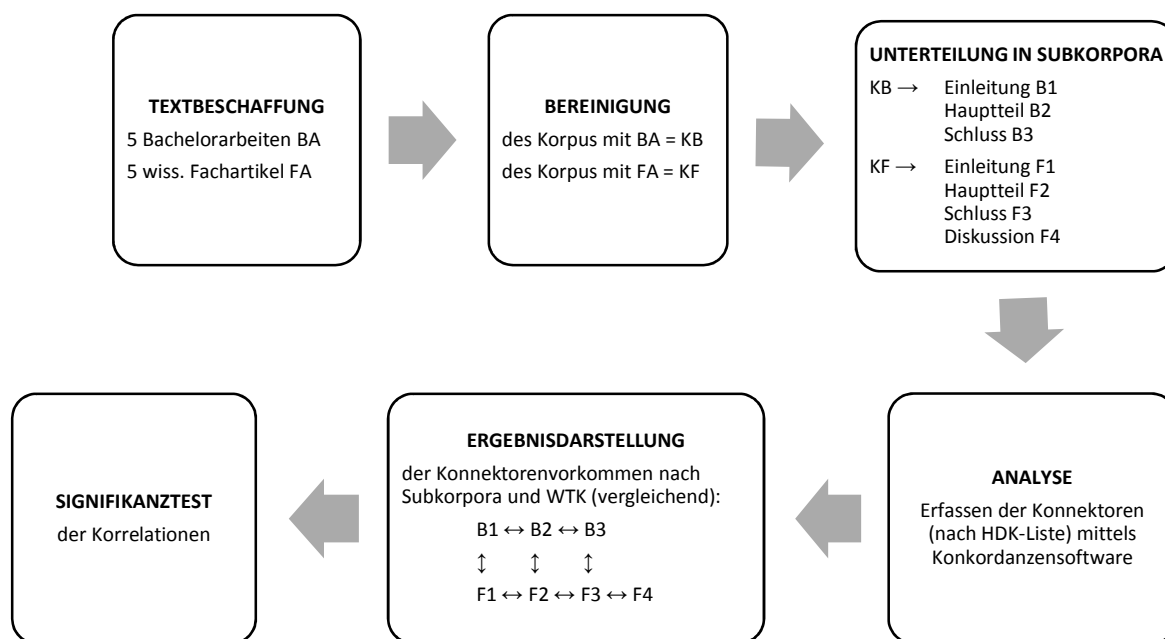 TEXTBESCHAFFUNG
5 Bachelorarbeiten BA
5 wiss. Fachartikel FA
BEREINIGUNG
des Korpus mit BA = KB
des Korpus mit FA = KF
UNTERTEILUNG IN SUBKORPORA
KB → Einleitung B1
Hauptteil B2
Schluss B3
KF → Einleitung F1
Hauptteil F2
Schluss F3
Diskussion F4
ANALYSE
Erfassen der Konnektoren
(nach HDK-Liste) mittels
Konkordanzensoftware
ERGEBNISDARSTELLUNG
der Konnektorenvorkommen nach
Subkorpora und WTK (vergleichend):
B1 ↔ B2 ↔ B3
↕ ↕ ↕
F1 ↔ F2 ↔ F3 ↔ F4
SIGNIFIKANZTEST
der Korrelationen